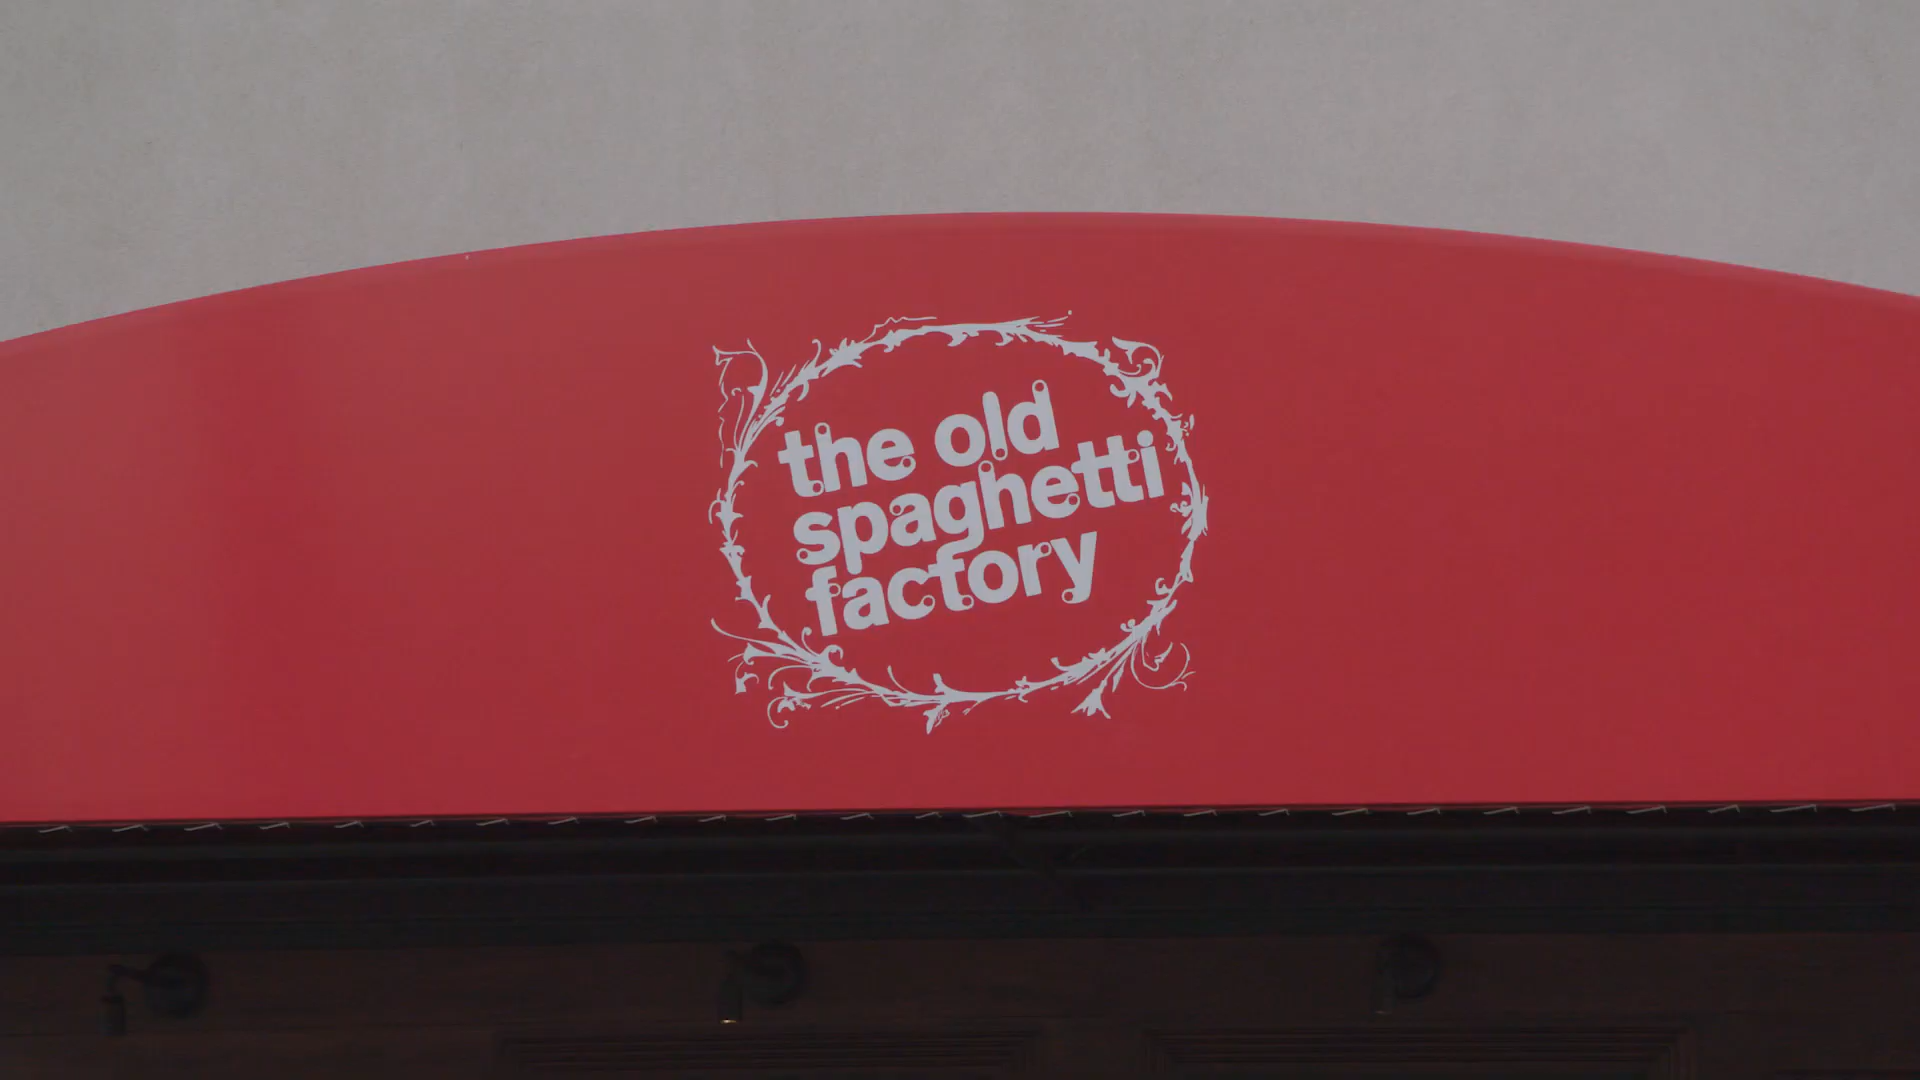 the old
spaghetti
factory